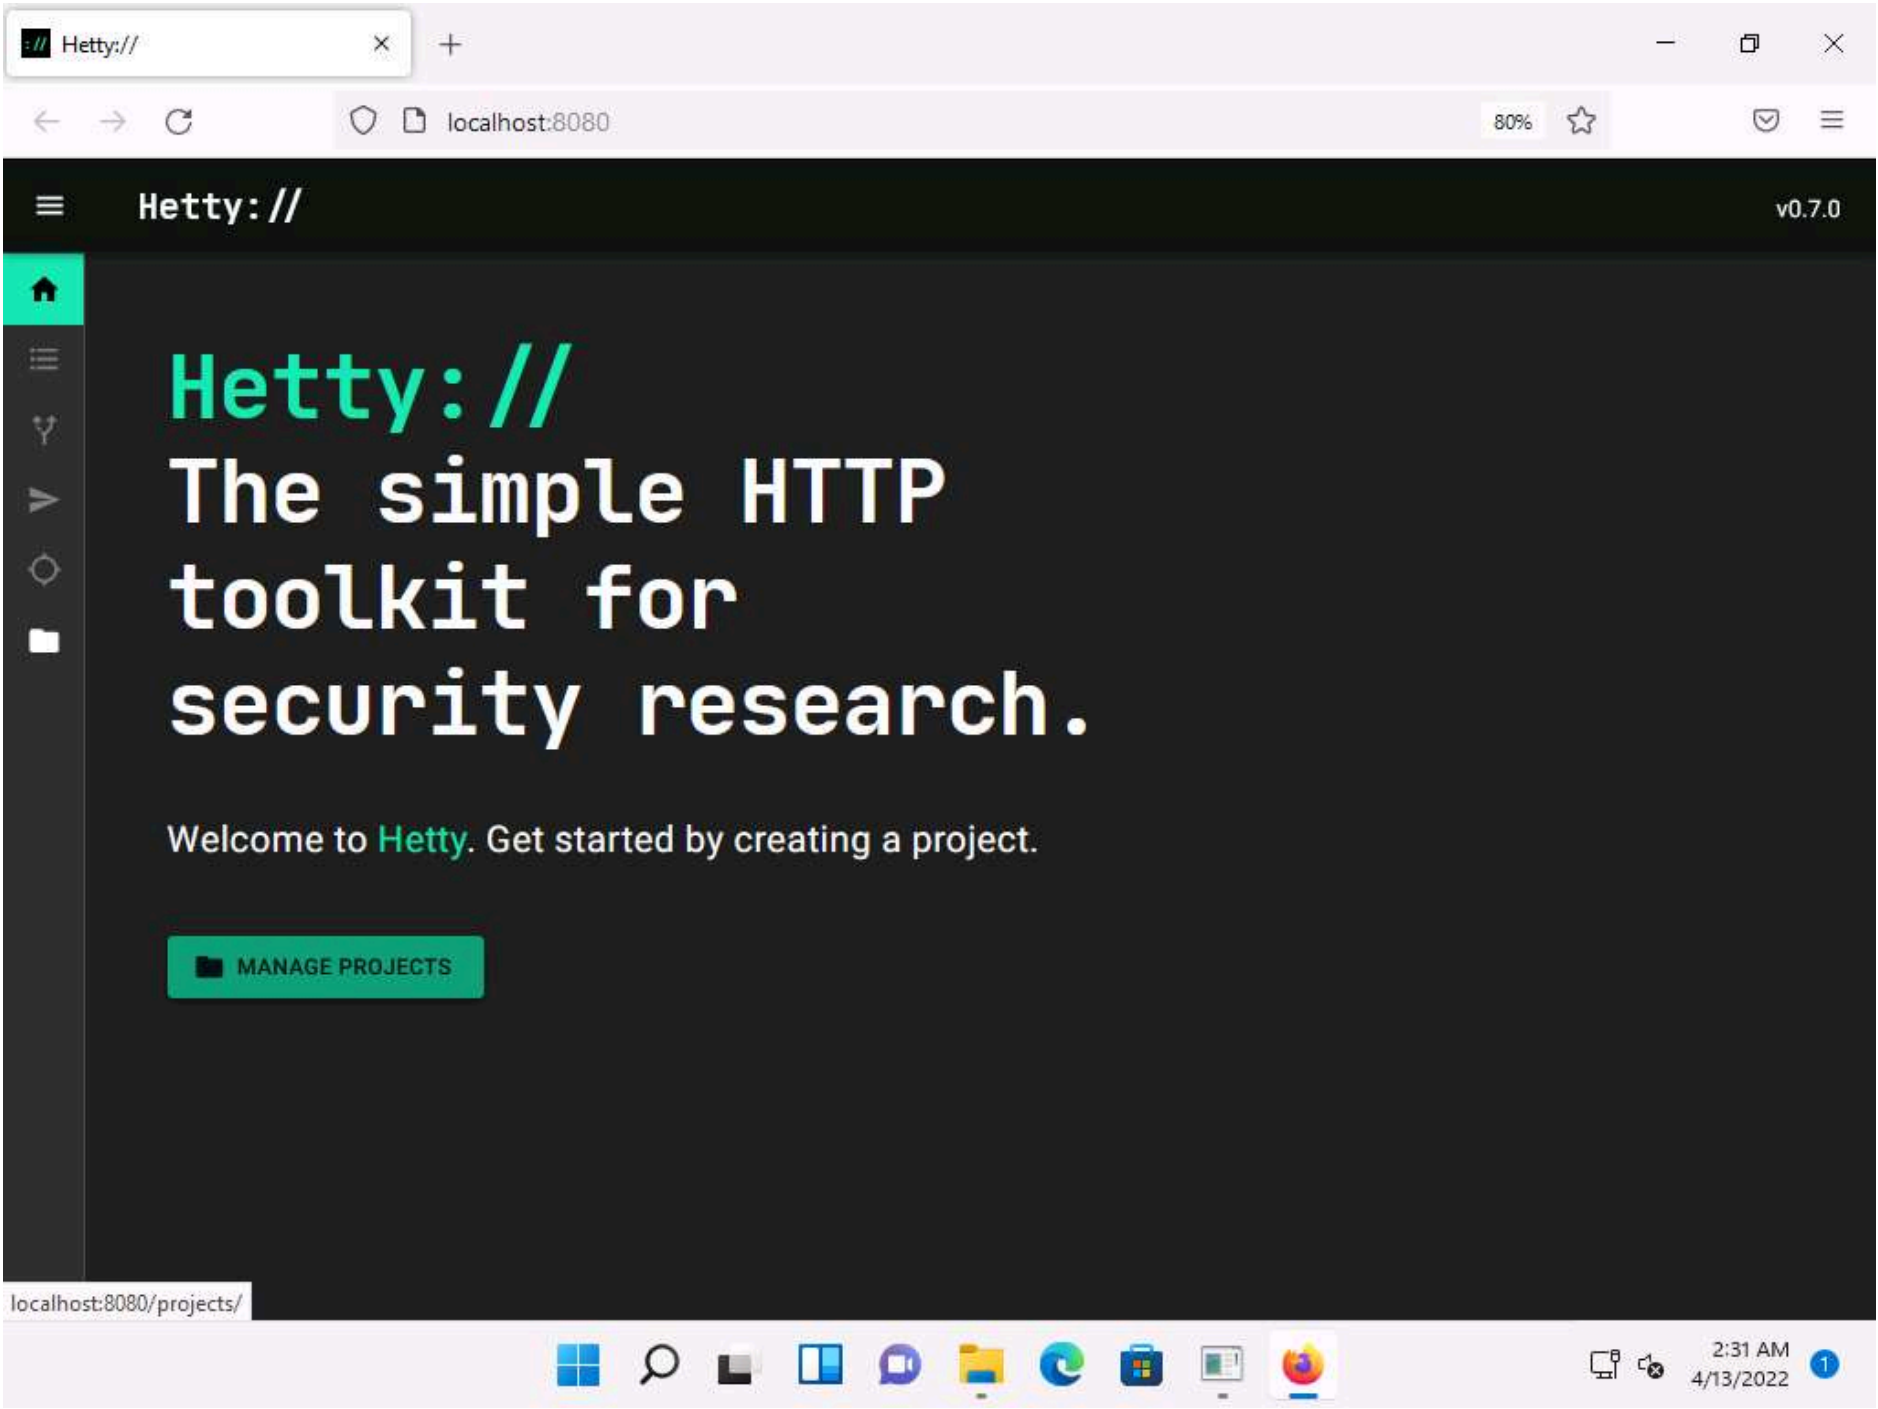 Hetty://
localhost:8080
80%
Hetty://
v0.7.0
Hetty://
The simple HTTP
toolkit for
security research.
Welcome to Hetty. Get started by creating a project.
MANAGE PROJECTS
localhost:8080/projects/
2:31 AM
4/13/2022
1